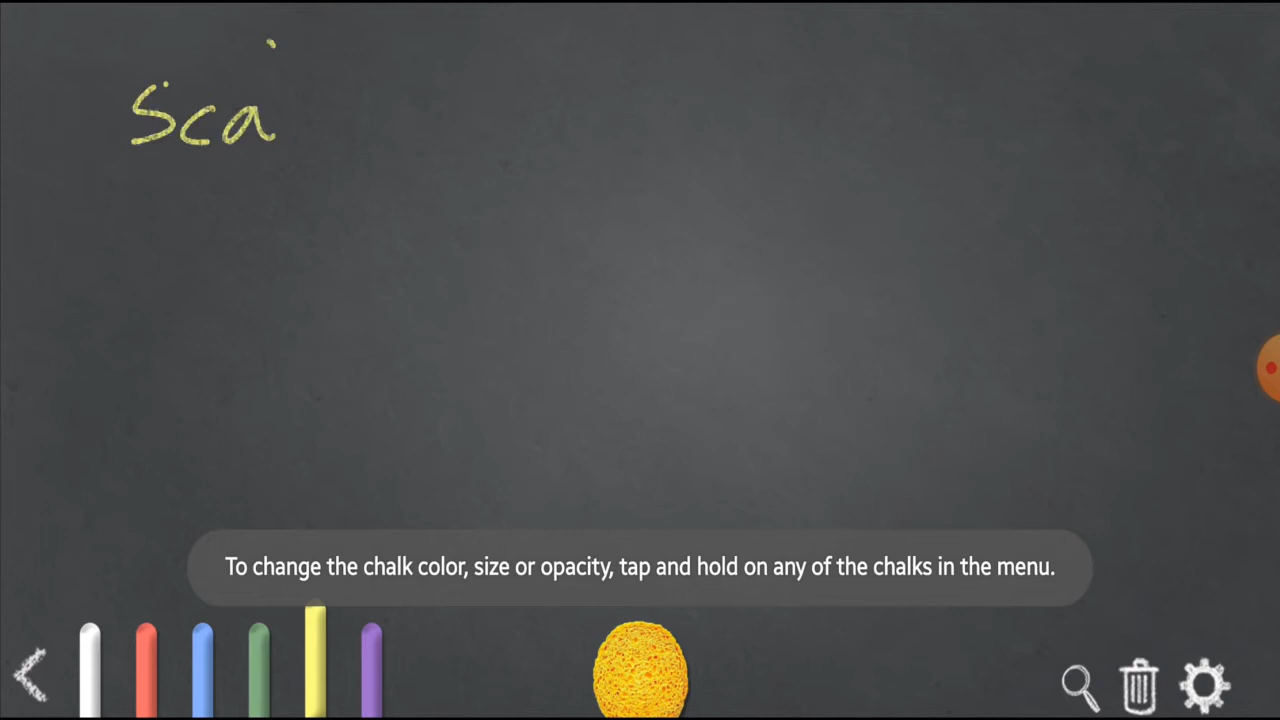 Sca
To change the chalk color, size or opacity, tap and hold on any of the chalks in the menu.